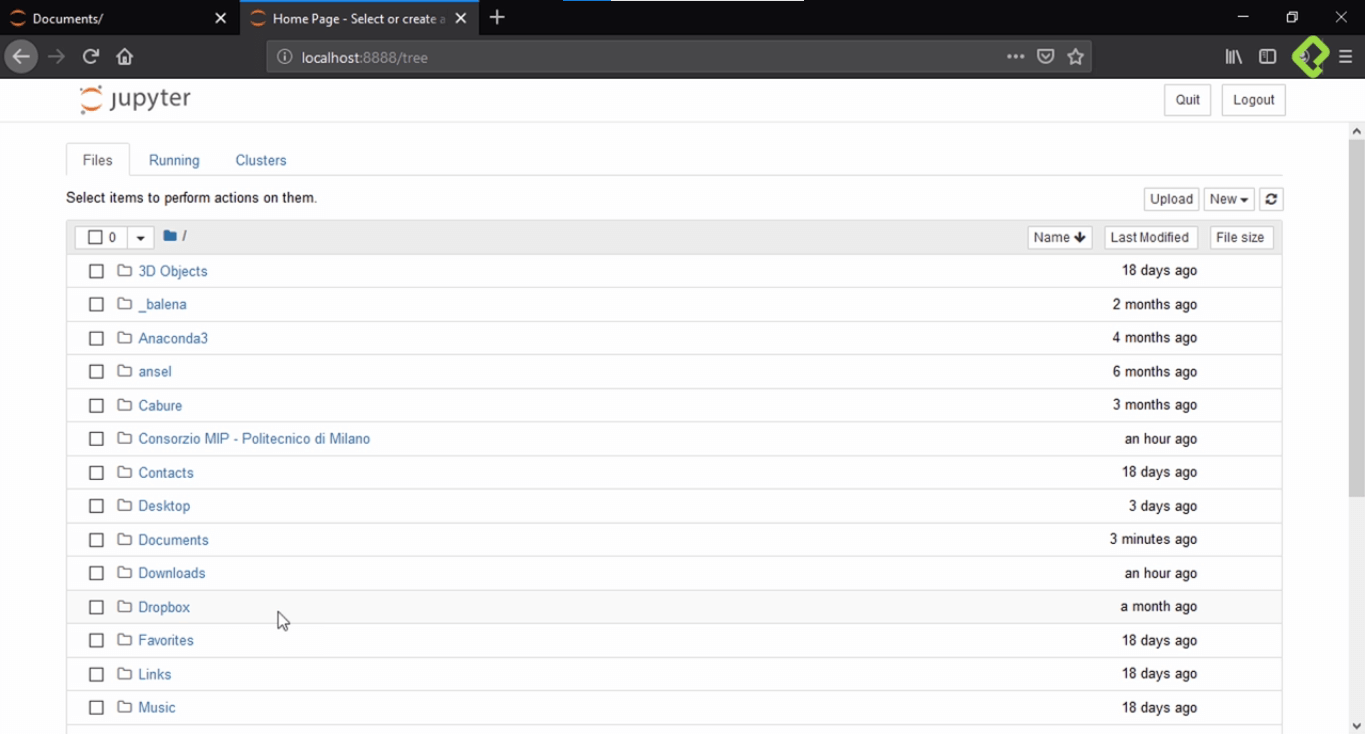 Documents/
Home Page - Select or create a
localhost:8888/tree
jupyter
Quit
Logout
Files
Running
Clusters
Select items to perform actions on them.
Upload
New
0
/
Name
Last Modified
File size
3D Objects
18 days ago
_balena
2 months ago
Anaconda3
4 months ago
ansel
6 months ago
Cabure
3 months ago
Consorzio MIP - Politecnico di Milano
an hour ago
Contacts
18 days ago
Desktop
3 days ago
Documents
3 minutes ago
Downloads
an hour ago
Dropbox
a month ago
Favorites
18 days ago
Links
18 days ago
Music
18 days ago